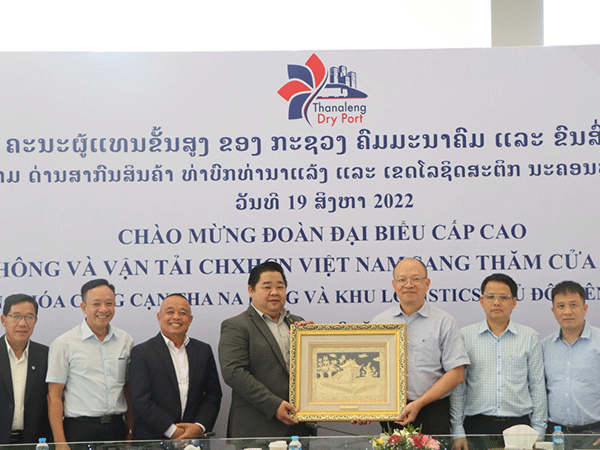 Thanaleng
Dry Port
ຄະນະຜູ້ແທນຂັ້ນສູງ ຂອງ ກະຊວງ ຄົມມະນາຄົມ ແລະ ຂົນສົ່
ດ່ານສາກົນສິນຄ້າ ທ່າບົກທ່ານາແລ້ງ ແລະ ເຂດໂລຊິດສະຕິກ ນະຄອນ
ວັນທີ 19 ສິງຫາ 2022
CHÀO MỪNG ĐOÀN ĐẠI BIỂU CẤP CAO
HÔNG VÀ VẬN TẢI CHXHCN VIỆT NAM SANG THĂM CỬA
HÓA CẢNG CẠN THA NA VÀ KHU LOGISTICS